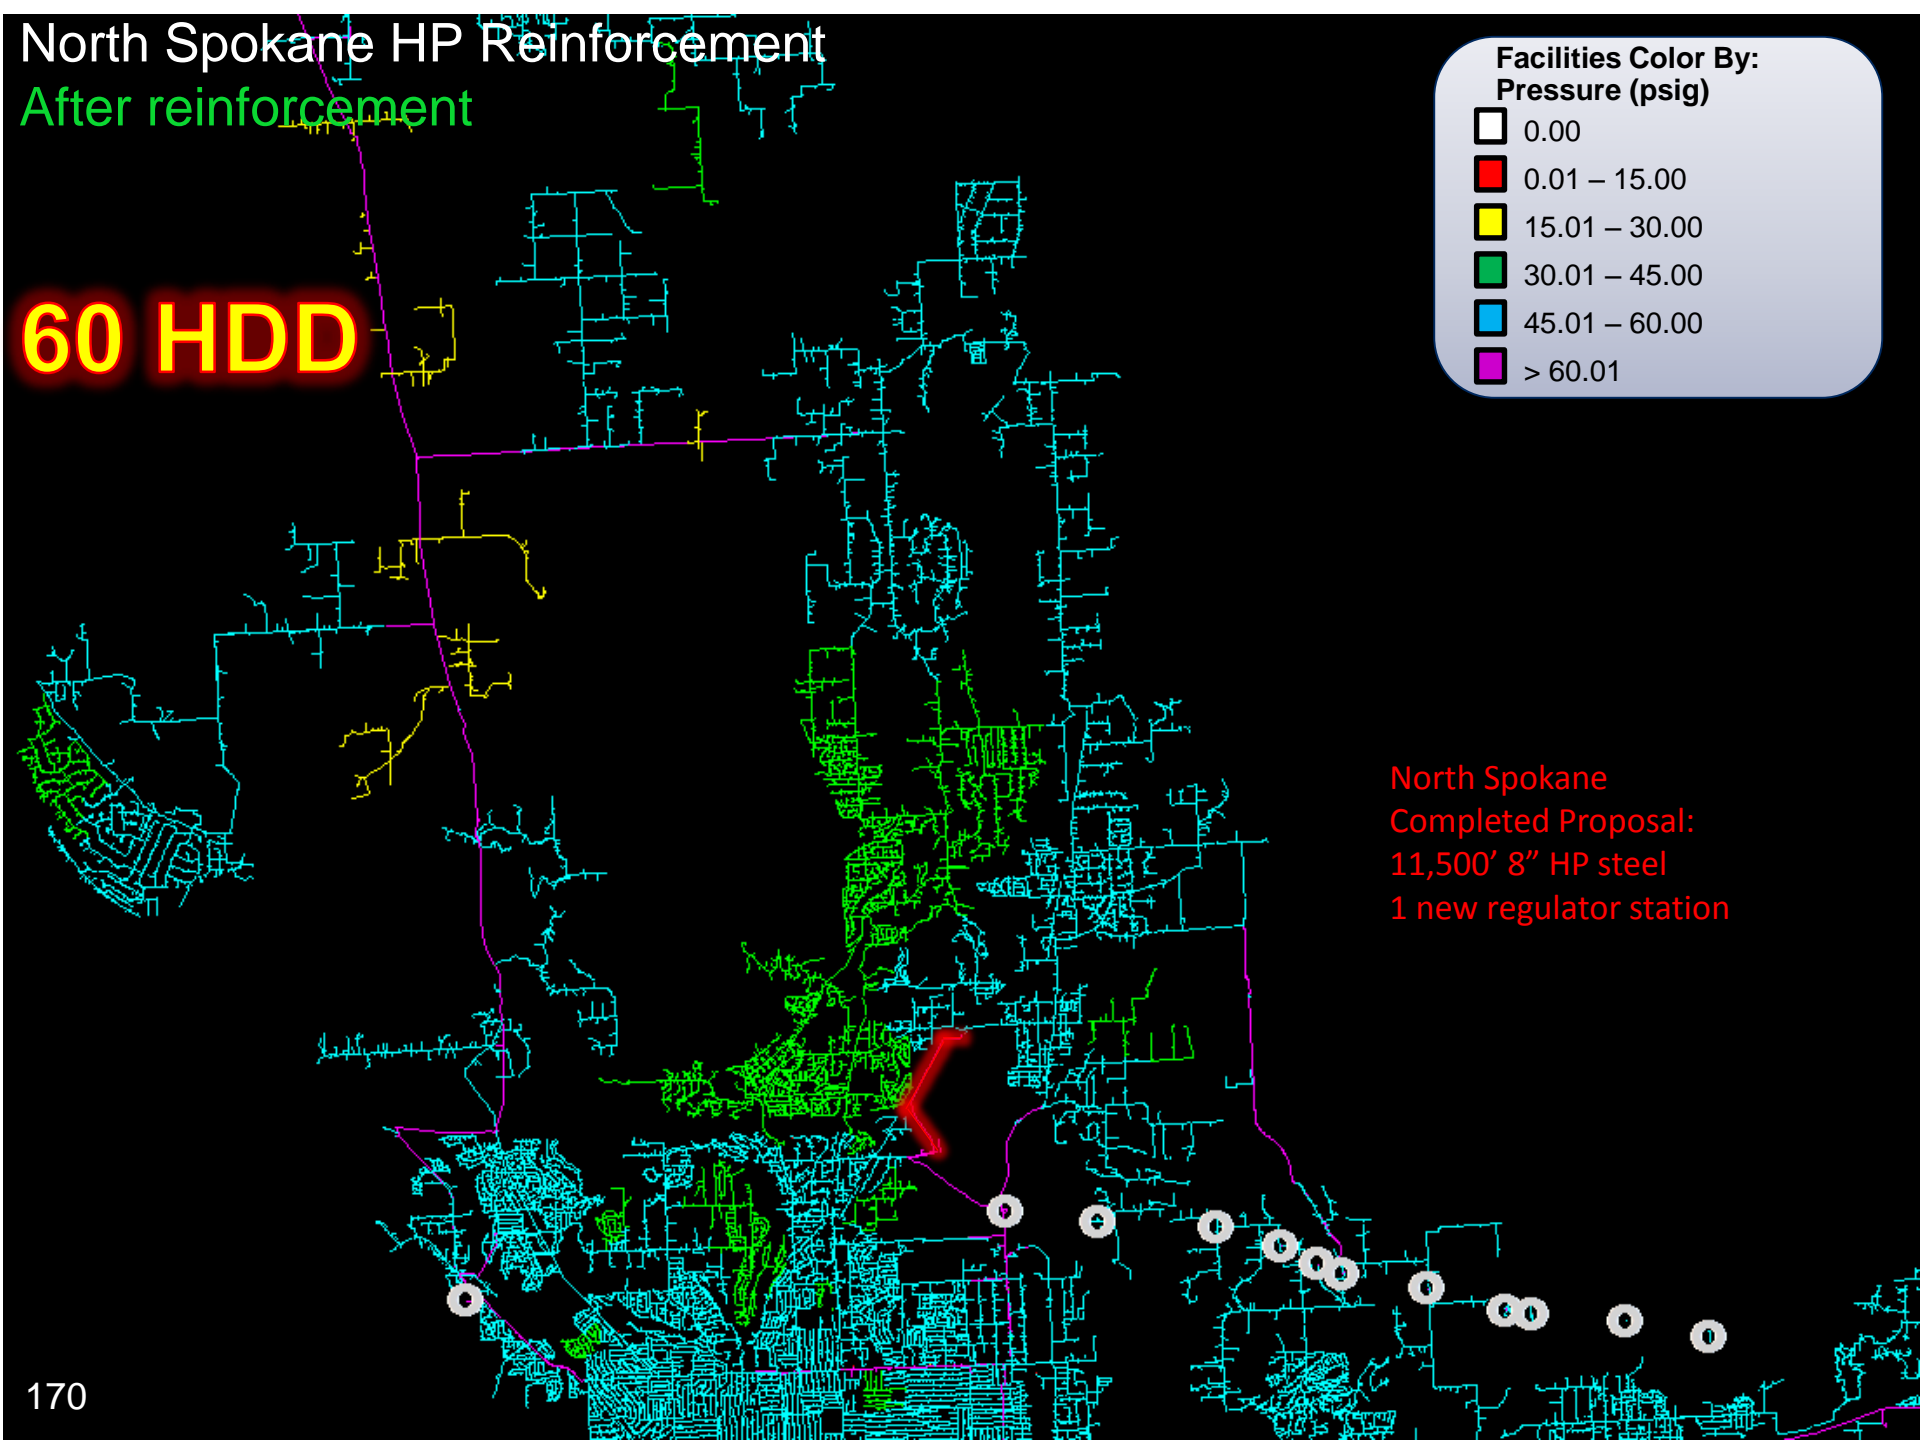 North Spokane HP Reinforcement
After reinforcement
Facilities Color By:
Pressure (psig)
0.00
0.01 – 15.00
15.01 – 30.00
30.01 – 45.00
45.01 – 60.00
> 60.01
60 HDD
North Spokane
Completed Proposal:
11,500’ 8” HP steel
1 new regulator station
170